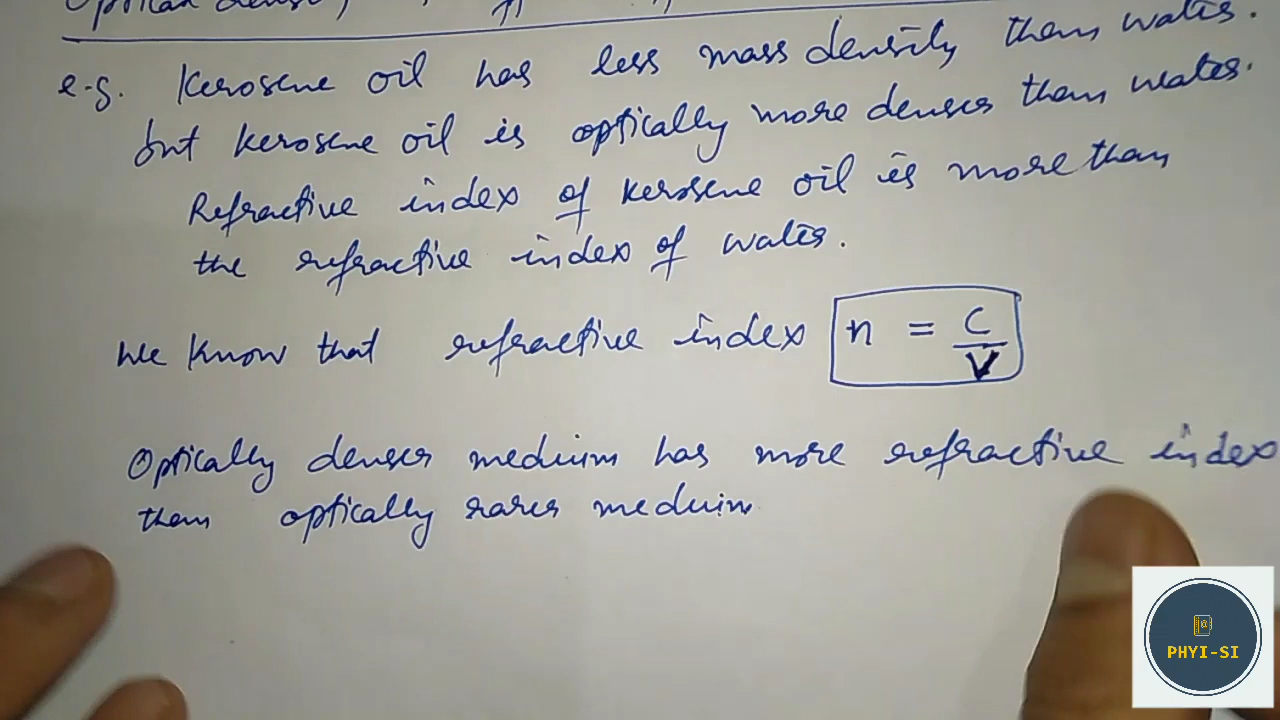 Optical density
e.g. Kerosene oil has less mass density than water.
but kerosene oil is optically more denser than water.
Refractive index of kerosene oil is more than
the refractive index of water.
We know that refractive index n = C/V
Optically denser medium has more refractive index
than optically rarer medium
PHYI-SI